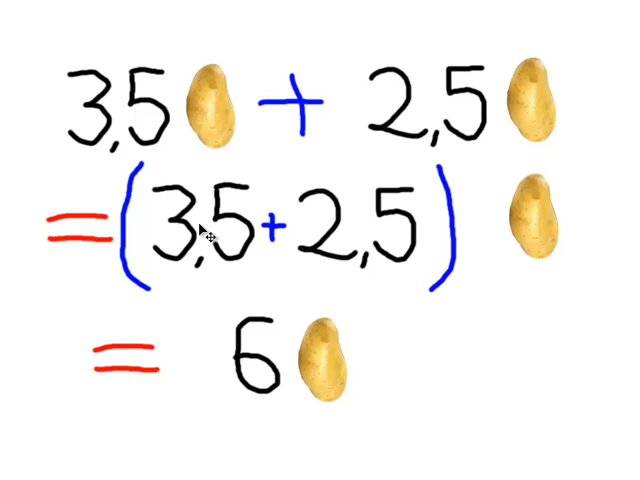 3,5 + 2,5
= (3,5 + 2,5)
= 6